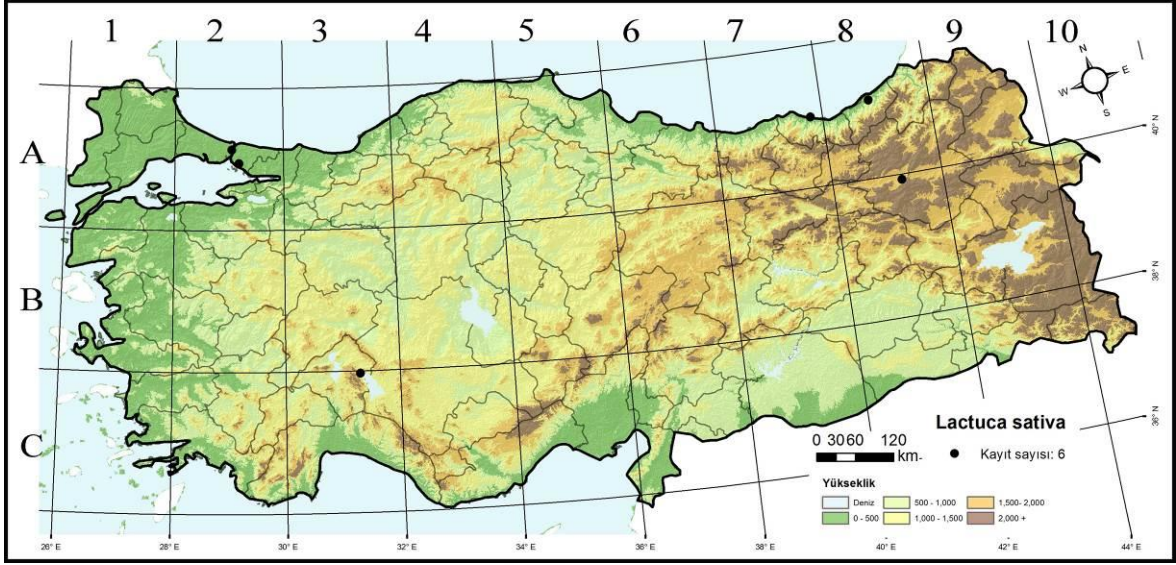 1 2 3 4 5 6 7 8 9 10
N
W E
S
40° N
A
38° N
B
36° N
C
Lactuca sativa
0 30 60 120
km
Kayıt sayısı: 6
Yükseklik
Deniz 500 - 1,000 1,500- 2,000
0 - 500 1,000 - 1,500 2,000 +
26° E 28° E 30° E 32° E 34° E 36° E 38° E 40° E 42° E 44° E